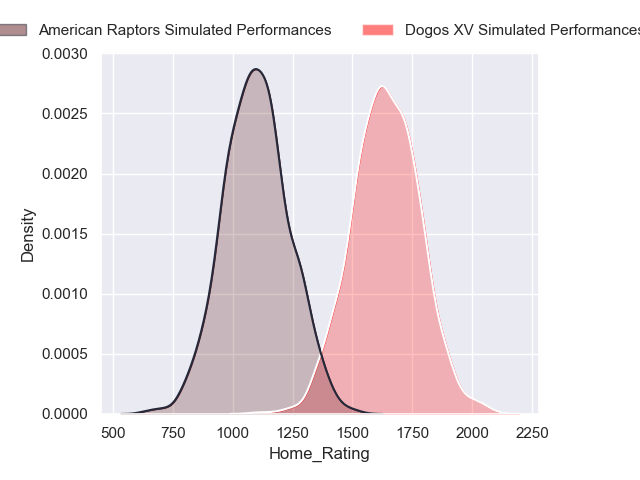 American Raptors Simulated Performances
Dogos XV Simulated Performances
0.0030
0.0025
0.0020
0.0015
0.0010
0.0005
0.0000
Density
500 750 1000 1250 1500 1750 2000 2250
Home_Rating